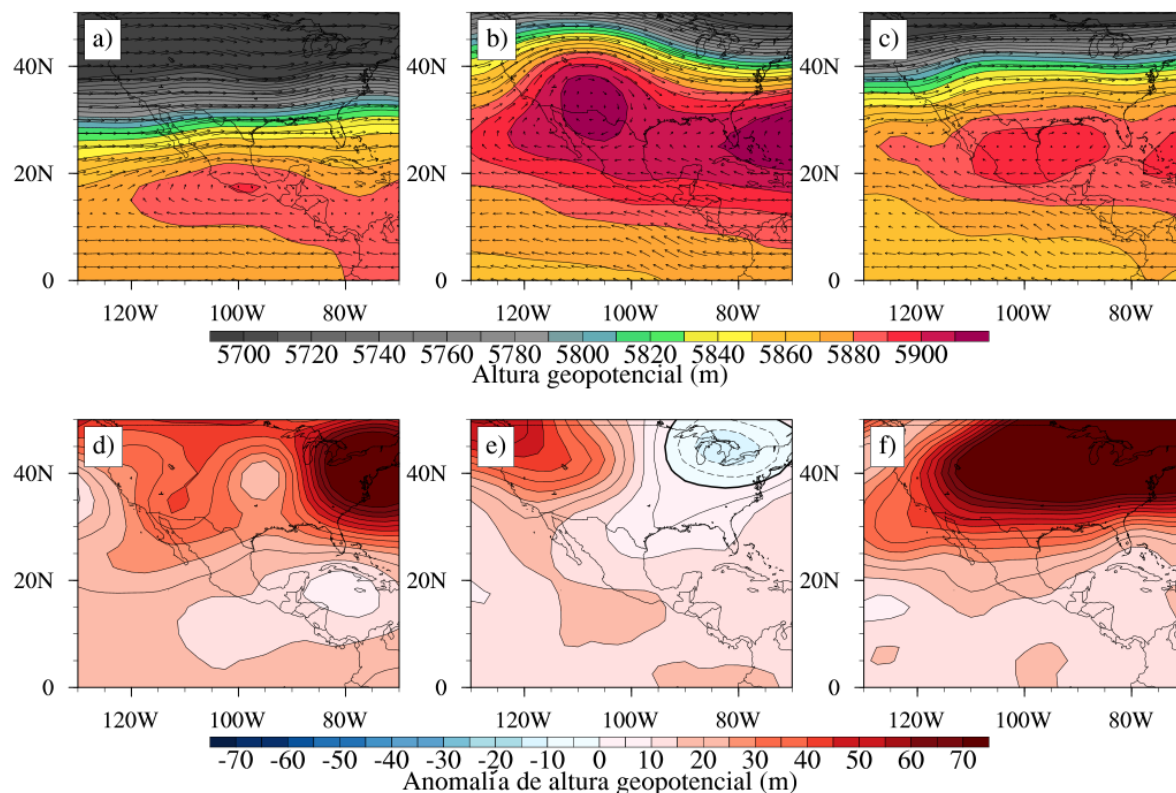 a) b) c)
40N 40N 40N
20N 20N 20N
0 0 0
120W 100W 80W 120W 100W 80W 120W 100W 80W
5700 5720 5740 5760 5780 5800 5820 5840 5860 5880 5900
Altura geopotencial (m)
d) e) f)
40N 40N 40N
20N 20N 20N
0 0 0
120W 100W 80W 120W 100W 80W 120W 100W 80W
-70 -60 -50 -40 -30 -20 -10 0 10 20 30 40 50 60 70
Anomalía de altura geopotencial (m)